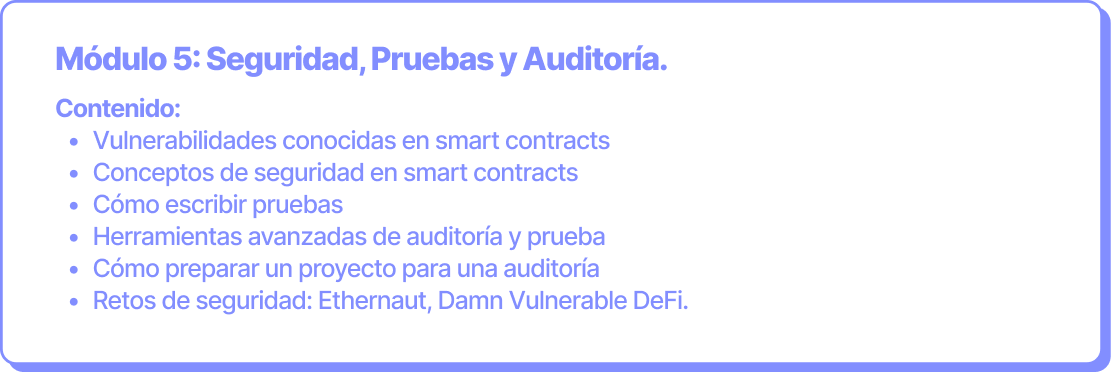 Módulo 5: Seguridad, Pruebas y Auditoría.
Contenido:
• Vulnerabilidades conocidas en smart contracts
• Conceptos de seguridad en smart contracts
• Cómo escribir pruebas
• Herramientas avanzadas de auditoría y prueba
• Cómo preparar un proyecto para una auditoría
• Retos de seguridad: Ethernaut, Damn Vulnerable DeFi.